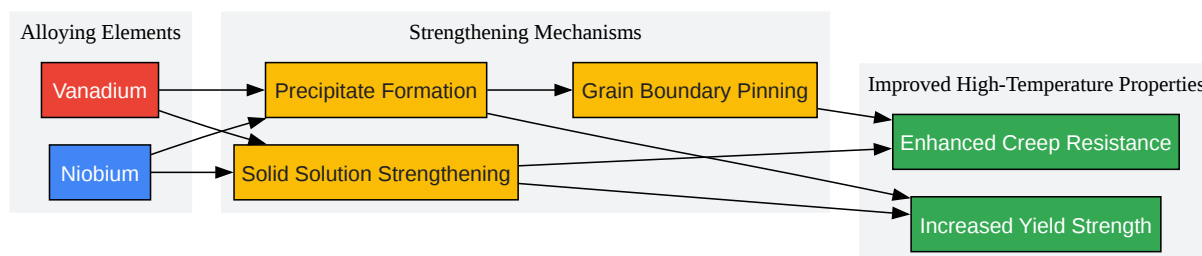 Alloying Elements
Vanadium
Niobium
Strengthening Mechanisms
Precipitate Formation
Grain Boundary Pinning
Solid Solution Strengthening
Improved High-Temperature Properties
Enhanced Creep Resistance
Increased Yield Strength